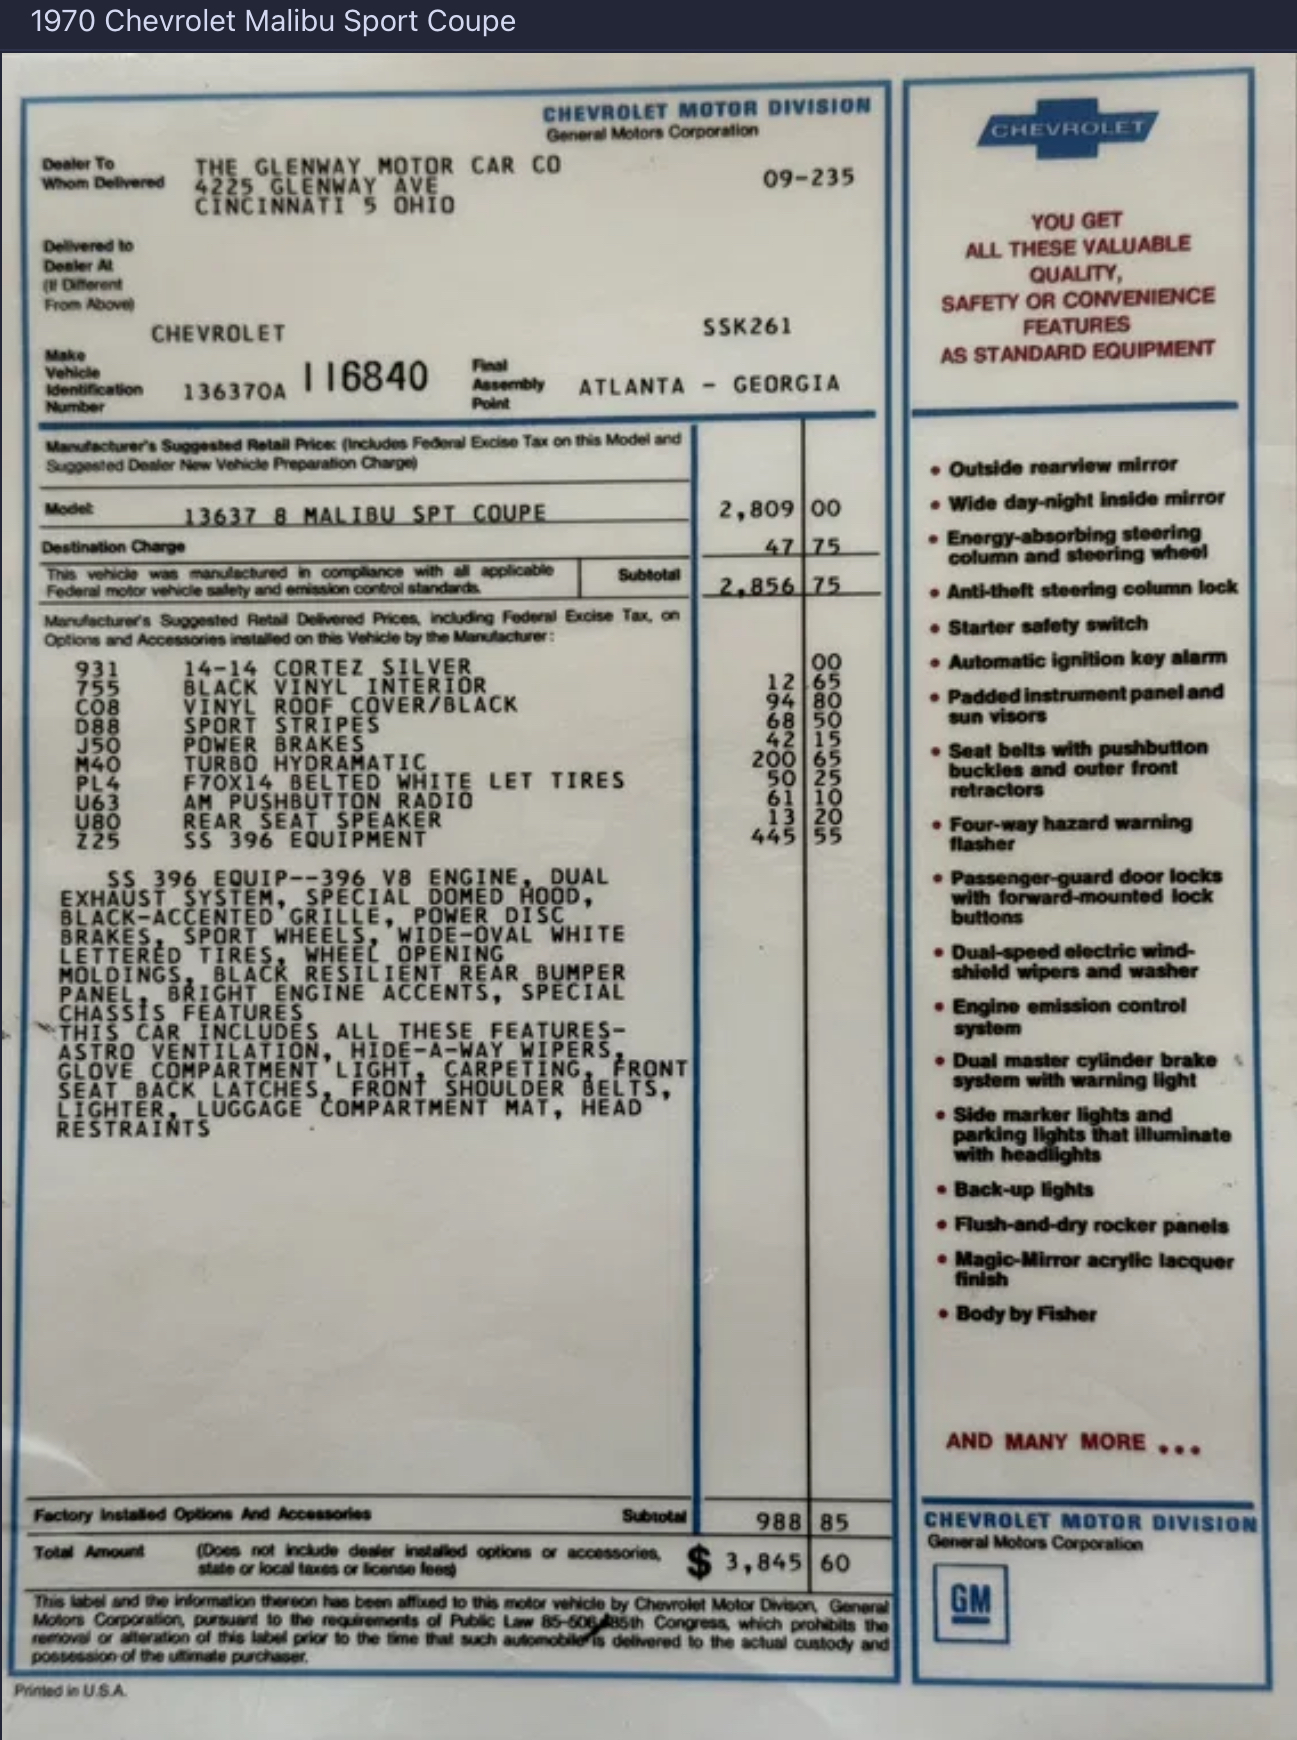 1970 Chevrolet Malibu Sport Coupe
CHEVROLET MOTOR DIVISION
General Motors Corporation
Dealer To
Whom Delivered
THE GLENWAY MOTOR CAR CO
4225 GLENWAY AVE
CINCINNATI 5 OHIO
09-235
Delivered to
Dealer At
(If Different
From Above)
CHEVROLET
SSK261
Make
Vehicle
Identification
Number
136370A 116840
Final
Assembly
Point
ATLANTA - GEORGIA
Manufacturer's Suggested Retail Price: (Includes Federal Excise Tax on this Model and
Suggested Dealer New Vehicle Preparation Charge)
Model: 13637 8 MALIBU SPT COUPE 2,809 00
Destination Charge 47 75
This vehicle was manufactured in compliance with all applicable
Federal motor vehicle safety and emission control standards.
Subtotal 2,856 75
Manufacturer's Suggested Retail Delivered Prices, including Federal Excise Tax, on
Options and Accessories installed on this Vehicle by the Manufacturer:
931 14-14 CORTEZ SILVER 00
755 BLACK VINYL INTERIOR 12 65
C08 VINYL ROOF COVER/BLACK 94 80
D88 SPORT STRIPES 68 50
J50 POWER BRAKES 42 15
M40 TURBO HYDRAMATIC 200 65
PL4 F70X14 BELTED WHITE LET TIRES 50 25
U63 AM PUSHBUTTON RADIO 61 10
U80 REAR SEAT SPEAKER 13 20
Z25 SS 396 EQUIPMENT 445 55
SS 396 EQUIP--396 V8 ENGINE, DUAL
EXHAUST SYSTEM, SPECIAL DOMED HOOD,
BLACK-ACCENTED GRILLE, POWER DISC
BRAKES, SPORT WHEELS, WIDE-OVAL WHITE
LETTERED TIRES, WHEEL OPENING
MOLDINGS, BLACK RESILIENT REAR BUMPER
PANEL, BRIGHT ENGINE ACCENTS, SPECIAL
CHASSIS FEATURES
THIS CAR INCLUDES ALL THESE FEATURES-
ASTRO VENTILATION, HIDE-A-WAY WIPERS,
GLOVE COMPARTMENT LIGHT, CARPETING, FRONT
SEAT BACK LATCHES, FRONT SHOULDER BELTS,
LIGHTER, LUGGAGE COMPARTMENT MAT, HEAD
RESTRAINTS
Factory Installed Options And Accessories Subtotal 988 85
Total Amount (Does not include dealer installed options or accessories,
state or local taxes or license fees) $ 3,845 60
This label and the information thereon has been affixed to this motor vehicle by Chevrolet Motor Divison, General
Motors Corporation, pursuant to the requirements of Public Law 85-506 85th Congress, which prohibits the
removal or alteration of this label prior to the time that such automobile is delivered to the actual custody and
possession of the ultimate purchaser.
Printed in U.S.A.
CHEVROLET
YOU GET
ALL THESE VALUABLE
QUALITY,
SAFETY OR CONVENIENCE
FEATURES
AS STANDARD EQUIPMENT
• Outside rearview mirror
• Wide day-night inside mirror
• Energy-absorbing steering
column and steering wheel
• Anti-theft steering column lock
• Starter safety switch
• Automatic ignition key alarm
• Padded instrument panel and
sun visors
• Seat belts with pushbutton
buckles and outer front
retractors
• Four-way hazard warning
flasher
• Passenger-guard door locks
with forward-mounted lock
buttons
• Dual-speed electric wind-
shield wipers and washer
• Engine emission control
system
• Dual master cylinder brake
system with warning light
• Side marker lights and
parking lights that illuminate
with headlights
• Back-up lights
• Flush-and-dry rocker panels
• Magic-Mirror acrylic lacquer
finish
• Body by Fisher
AND MANY MORE ...
CHEVROLET MOTOR DIVISION
General Motors Corporation
GM